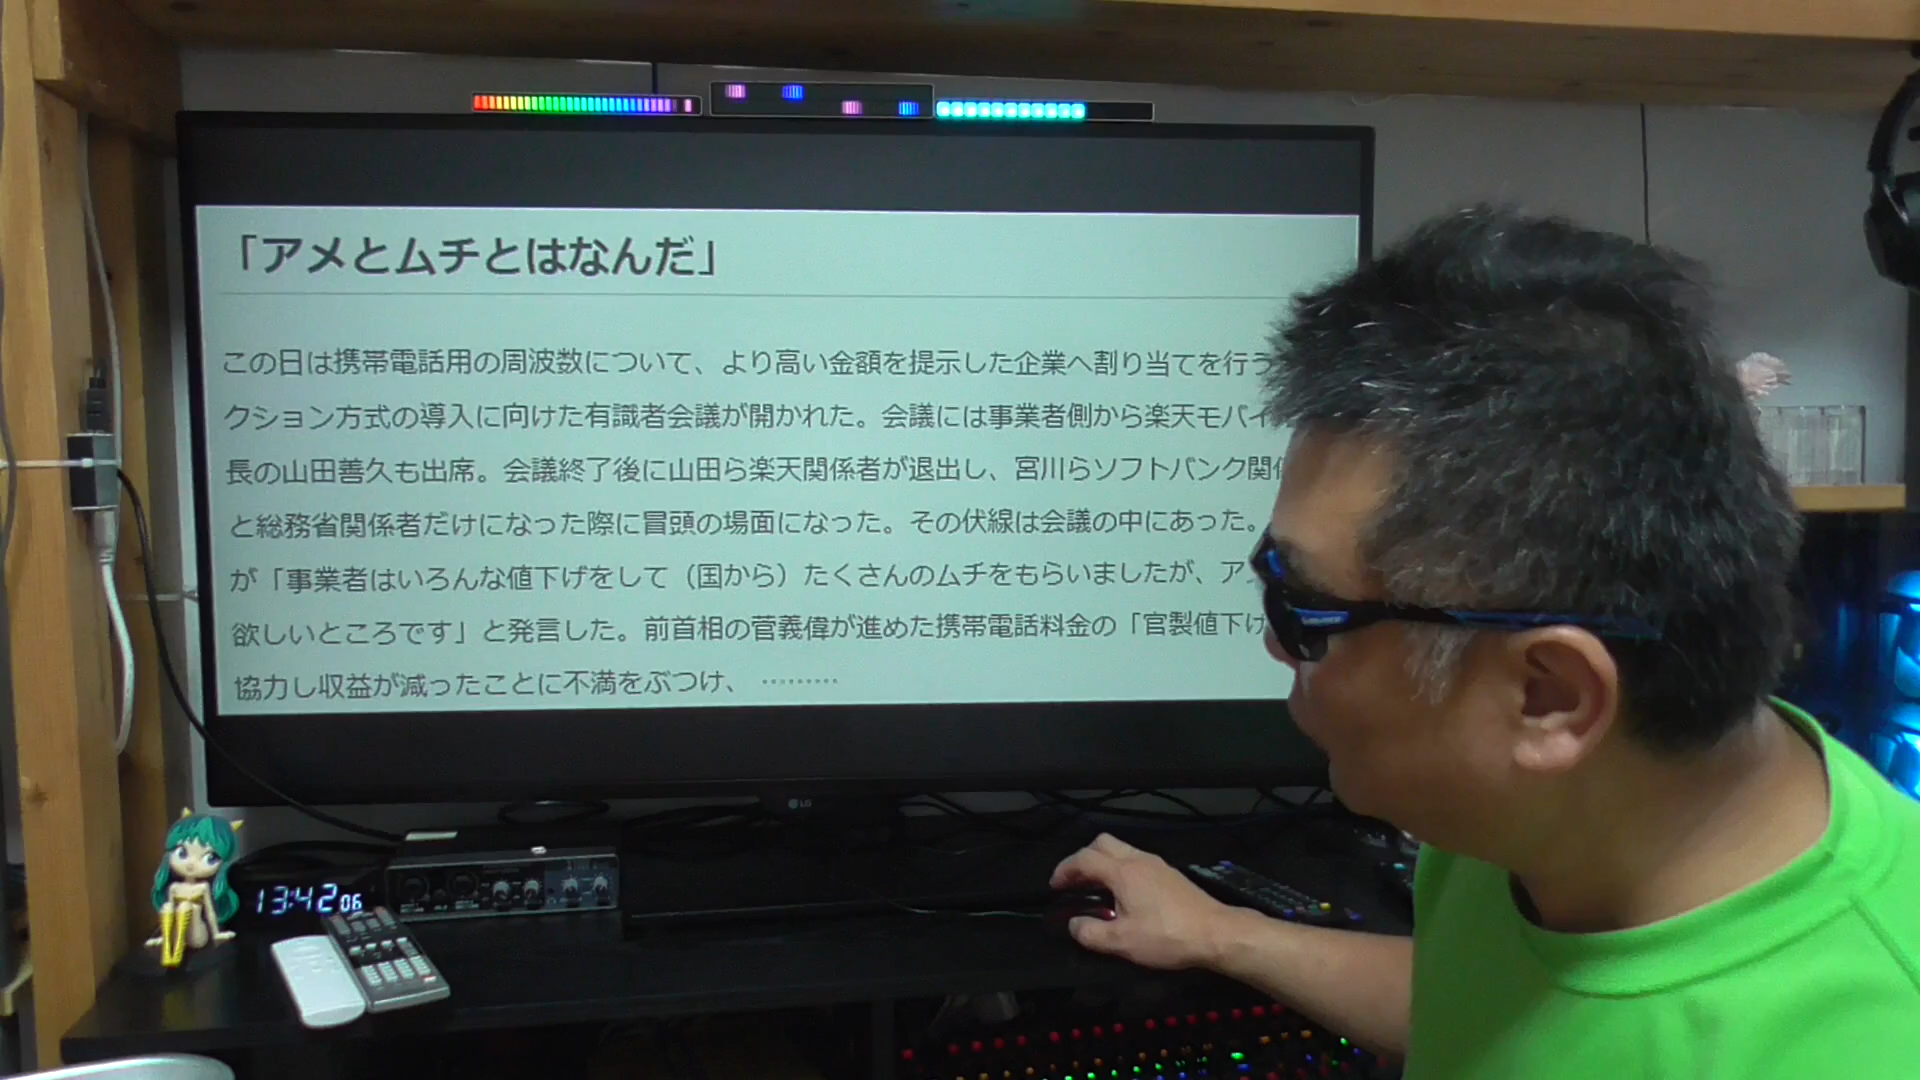 「アメとムチとはなんだ」
この日は携帯電話用の周波数について、より高い金額を提示した企業へ割り当てを行う
クション方式の導入に向けた有識者会議が開かれた。会議には事業者側から楽天モバイ
長の山田善久も出席。会議終了後に山田ら楽天関係者が退出し、宮川らソフトバンク関係
と総務省関係者だけになった際に冒頭の場面になった。その伏線は会議の中にあった。
が「事業者はいろんな値下げをして（国から）たくさんのムチをもらいましたが、ア
欲しいところです」と発言した。前首相の菅義偉が進めた携帯電話料金の「官製値下げ
協力し収益が減ったことに不満をぶつけ、 ………
LG
13:42 06